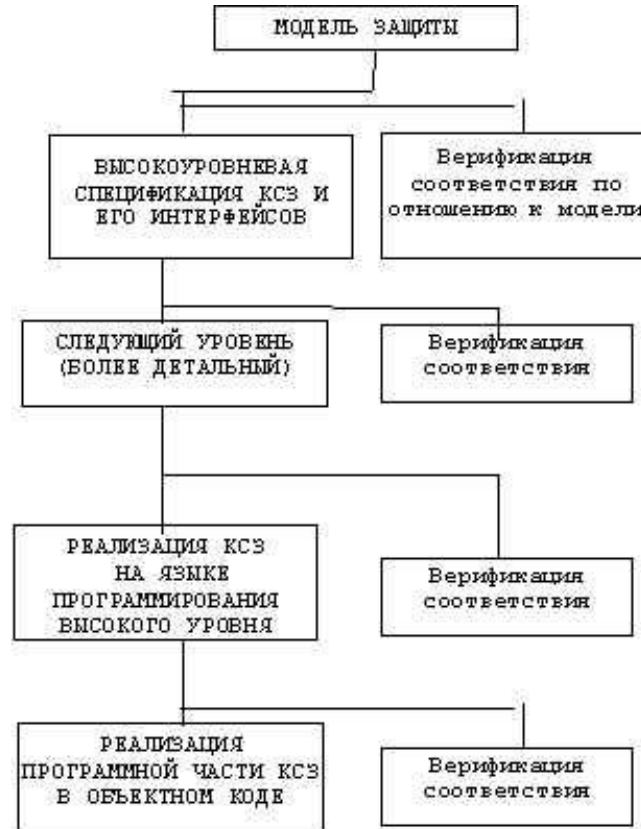 МОДЕЛЬ ЗАЩИТЫ
ВЫСОКОУРОВНЕВАЯ
СПЕЦИФИКАЦИЯ КСЗ И
ЕГО ИНТЕРФЕЙСОВ
Верификация
соответствия по
отношению к модели
СЛЕДУЮЩИЙ УРОВЕНЬ
(БОЛЕЕ ДЕТАЛЬНЫЙ)
Верификация
соответствия
РЕАЛИЗАЦИЯ КСЗ
НА ЯЗЫКЕ
ПРОГРАММИРОВАНИЯ
ВЫСОКОГО УРОВНЯ
Верификация
соответствия
РЕАЛИЗАЦИЯ
ПРОГРАММНОЙ ЧАСТИ КСЗ
В ОБЪЕКТНОМ КОДЕ
Верификация
соответствия